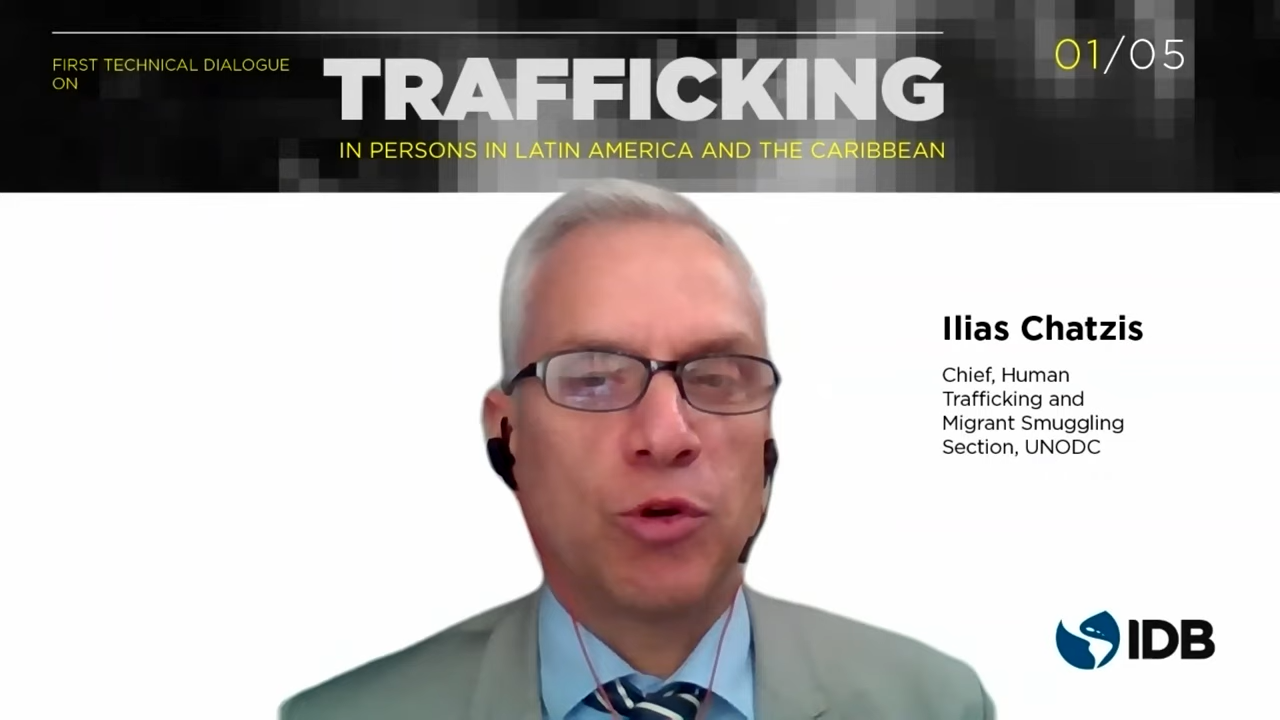 FIRST TECHNICAL DIALOGUE
ON
TRAFFICKING
IN PERSONS IN LATIN AMERICA AND THE CARIBBEAN
01/05
Ilias Chatzis
Chief, Human
Trafficking and
Migrant Smuggling
Section, UNODC
IDB